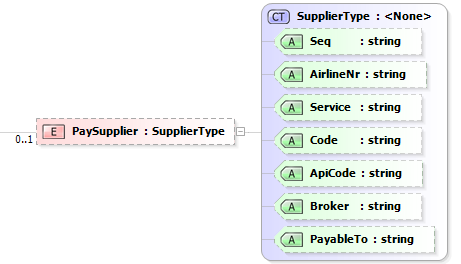 CT SupplierType : <None>
A Seq : string
A AirlineNr : string
A Service : string
0..1 E PaySupplier : SupplierType
A Code : string
A ApiCode : string
A Broker : string
A PayableTo : string